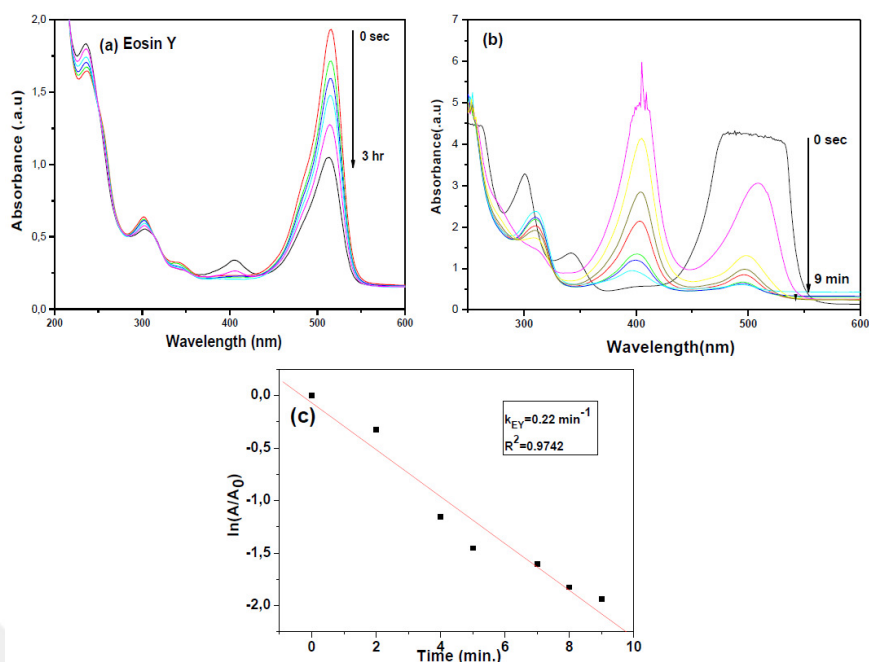 (a) Eosin Y
0 sec
3 hr
2,0
1,5
1,0
0,5
0,0
200
300
400
500
600
Absorbance (.a.u)
Wavelength (nm)
(b)
0 sec
9 min
7
6
5
4
3
2
1
0
300
400
500
600
Absorbance(.a.u)
Wavelength(nm)
(c)
k_EY=0.22 min⁻¹
R²=0.9742
0,0
-0,5
-1,0
-1,5
-2,0
0
2
4
6
8
10
ln(A/A₀)
Time (min.)